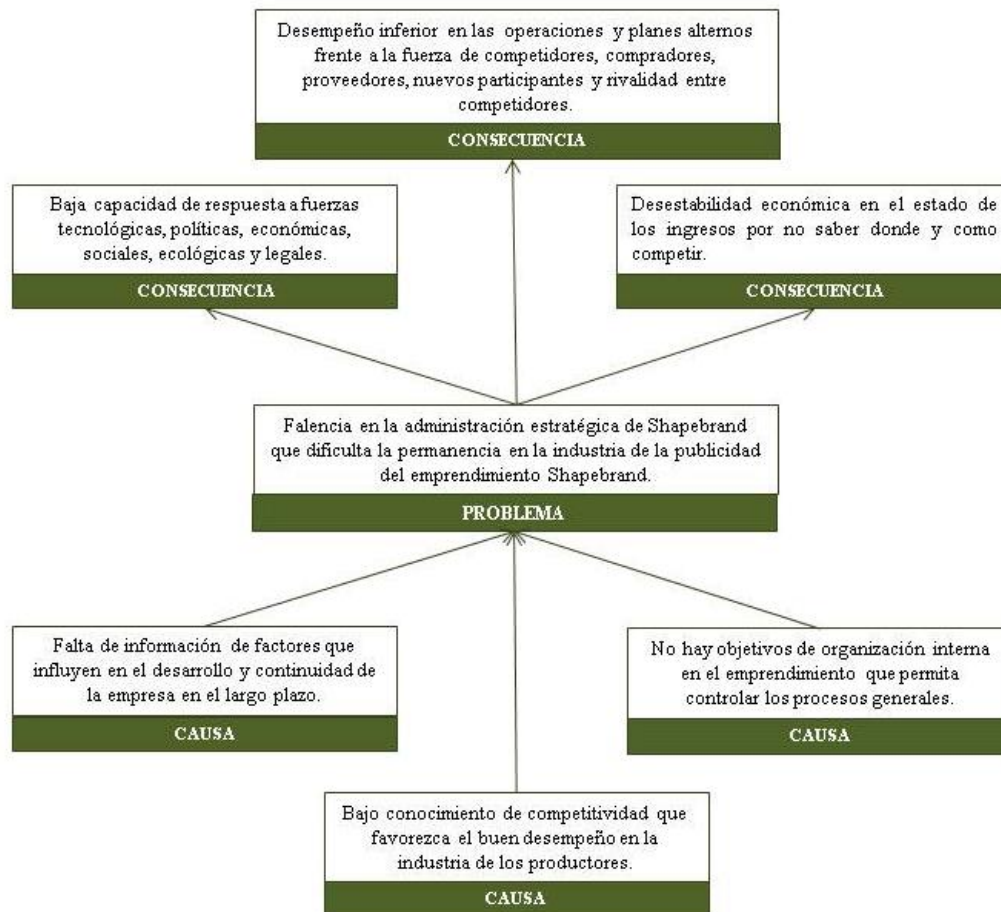 Desempeño inferior en las operaciones y planes alternos
frente a la fuerza de competidores, compradores,
proveedores, nuevos participantes y rivalidad entre
competidores.
CONSECUENCIA
Baja capacidad de respuesta a fuerzas
tecnológicas, políticas, económicas,
sociales, ecológicas y legales.
CONSECUENCIA
Desestabilidad económica en el estado de
los ingresos por no saber donde y como
competir.
CONSECUENCIA
Falencia en la administración estratégica de Shapebrand
que dificulta la permanencia en la industria de la publicidad
del emprendimiento Shapebrand.
PROBLEMA
Falta de información de factores que
influyen en el desarrollo y continuidad de
la empresa en el largo plazo.
CAUSA
No hay objetivos de organización interna
en el emprendimiento que permita
controlar los procesos generales.
CAUSA
Bajo conocimiento de competitividad que
favorezca el buen desempeño en la
industria de los productores.
CAUSA